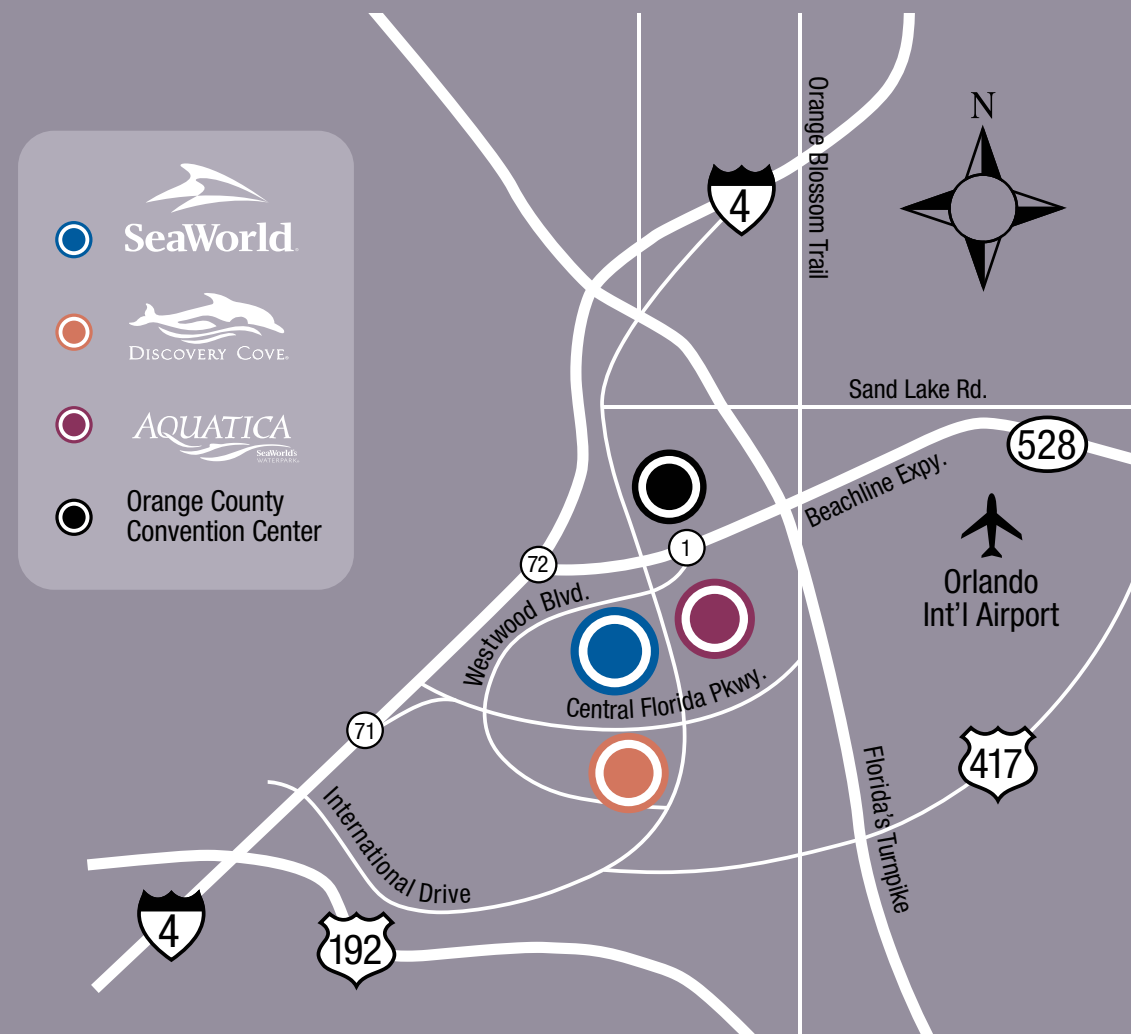 SeaWorld
DISCOVERY COVE®
AQUATICA
SeaWorld's
WATERPARK
Orange County
Convention Center
N
4
Orange Blossom Trail
Sand Lake Rd.
528
Beachline Expy.
1
72
Orlando
Int'l Airport
Westwood Blvd.
Central Florida Pkwy.
71
417
International Drive
Florida's Turnpike
4
192